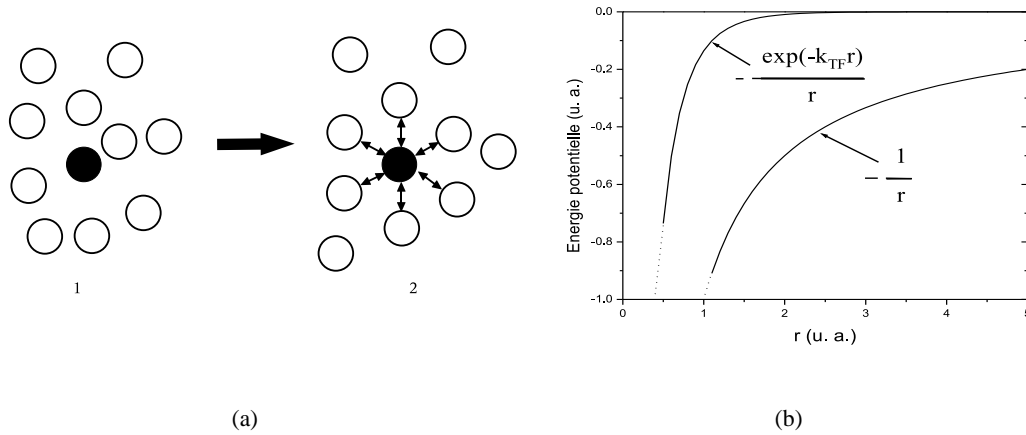 1
2
(a)
Energie potentielle (u. a.)
0.0
-0.2
-0.4
-0.6
-0.8
-1.0
exp(-k_TF r)
r
1
r
0 1 2 3 4 5
r (u. a.)
(b)